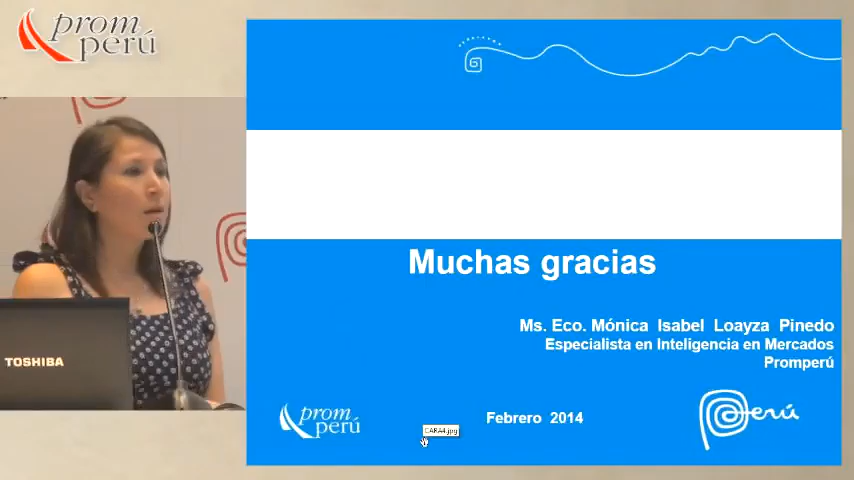 prom
perú
TOSHIBA
Muchas gracias
Ms. Eco. Mónica Isabel Loayza Pinedo
Especialista en Inteligencia en Mercados
Promperú
prom
perú
CARA4.jpg
Febrero 2014
Perú